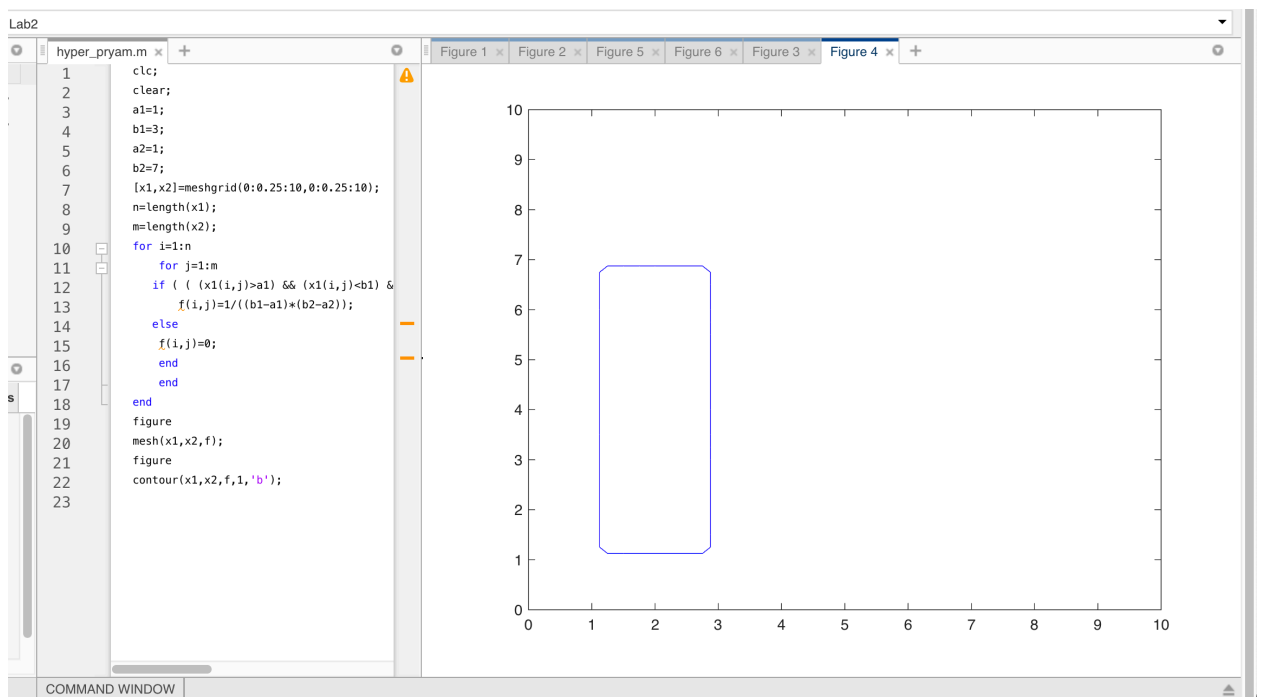 Lab2
hyper_pryam.m × +
Figure 1 × Figure 2 × Figure 5 × Figure 6 × Figure 3 × Figure 4 × +
1 clc;
2 clear;
3 a1=1;
4 b1=3;
5 a2=1;
6 b2=7;
7 [x1,x2]=meshgrid(0:0.25:10,0:0.25:10);
8 n=length(x1);
9 m=length(x2);
10 for i=1:n
11 for j=1:m
12 if ( ( (x1(i,j)>a1) && (x1(i,j)<b1) &
13 f(i,j)=1/((b1-a1)*(b2-a2));
14 else
15 f(i,j)=0;
16 end
17 end
18 end
19 figure
20 mesh(x1,x2,f);
21 figure
22 contour(x1,x2,f,1,'b');
23
s
10
9
8
7
6
5
4
3
2
1
0
0 1 2 3 4 5 6 7 8 9 10
COMMAND WINDOW